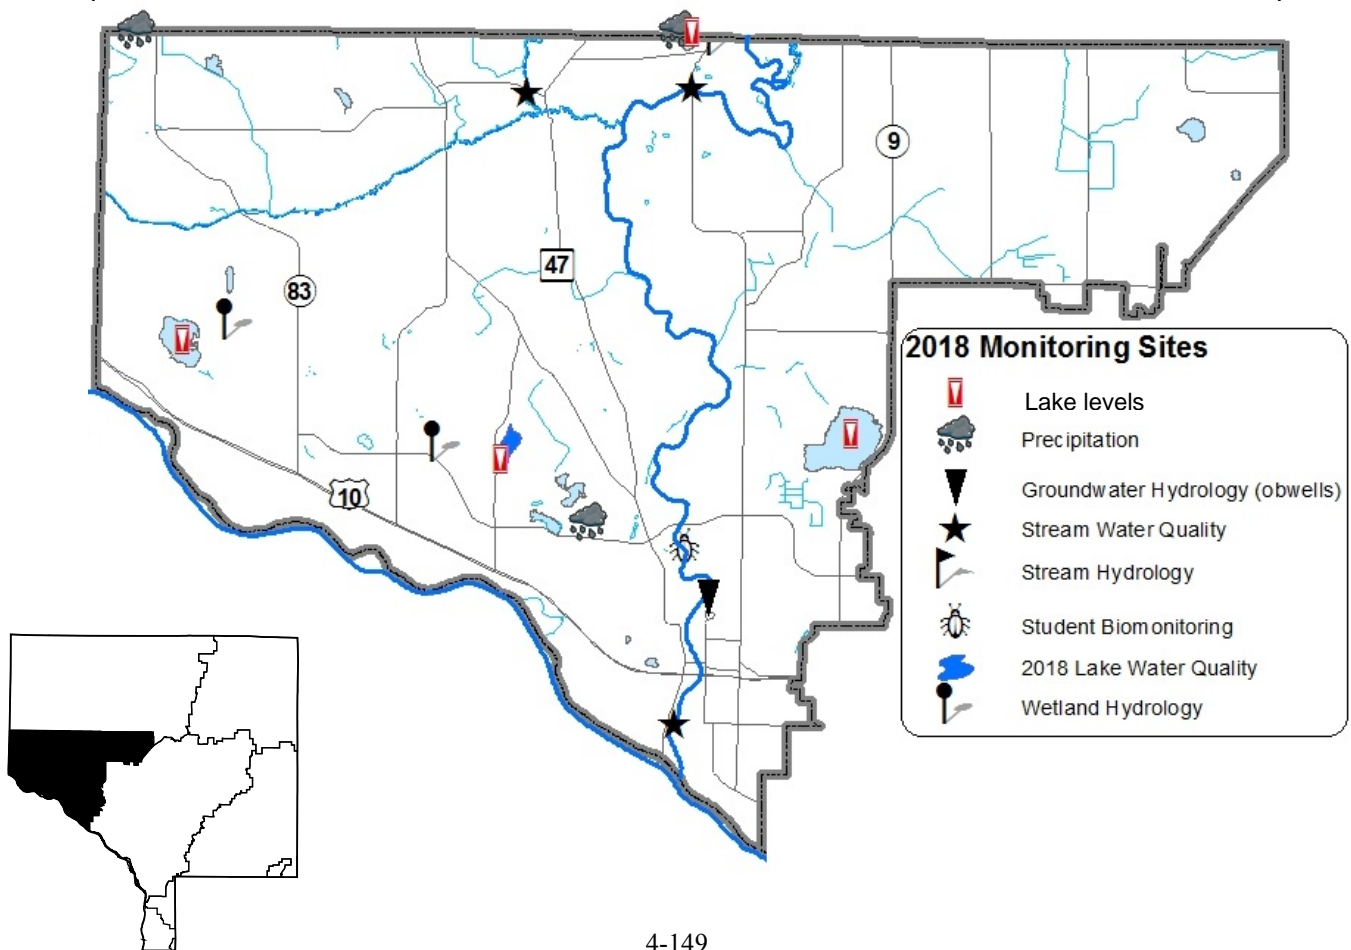 9
47
83
10
2018 Monitoring Sites
Lake levels
Precipitation
Groundwater Hydrology (obwells)
Stream Water Quality
Stream Hydrology
Student Biomonitoring
2018 Lake Water Quality
Wetland Hydrology
4-149